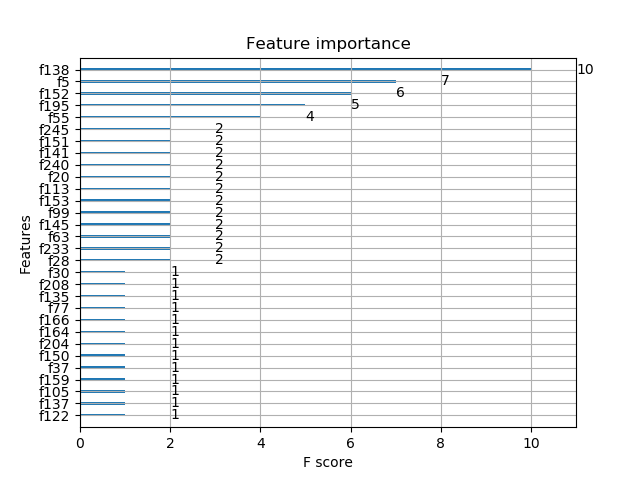 Feature importance
f138 10
f5 7
f152 6
f195 5
f55 4
f245 2
f151 2
f141 2
f240 2
f20 2
f113 2
f153 2
f99 2
f145 2
f63 2
f233 2
f28 2
f30 1
f208 1
f135 1
f77 1
f166 1
f164 1
f204 1
f150 1
f37 1
f159 1
f105 1
f137 1
f122 1
Features
0 2 4 6 8 10
F score